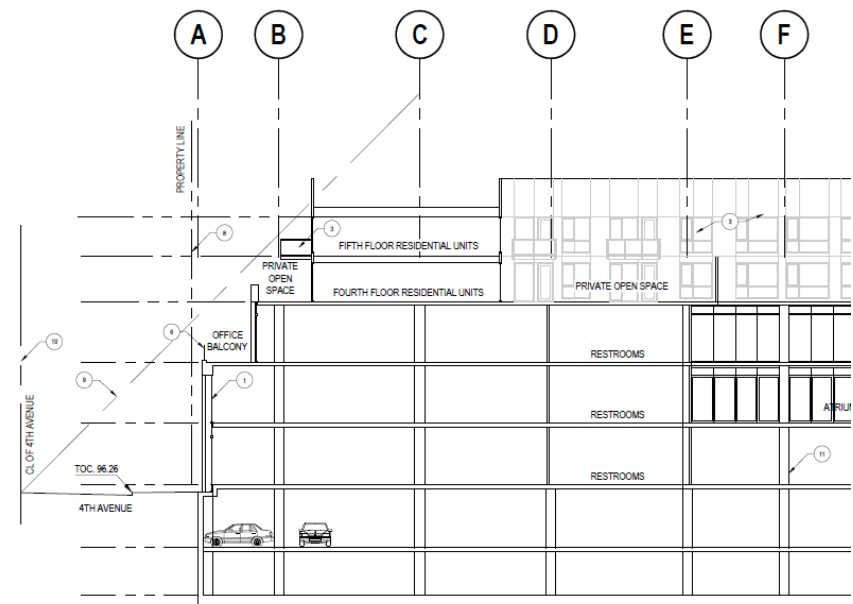 A B C D E F
PROPERTY LINE
8
3
3
FIFTH FLOOR RESIDENTIAL UNITS
PRIVATE
OPEN
SPACE
FOURTH FLOOR RESIDENTIAL UNITS
PRIVATE OPEN SPACE
10
OFFICE
BALCONY
RESTROOMS
9
1
CL OF 4TH AVENUE
RESTROOMS
ATRIU
11
TOC. 96.26
RESTROOMS
4TH AVENUE